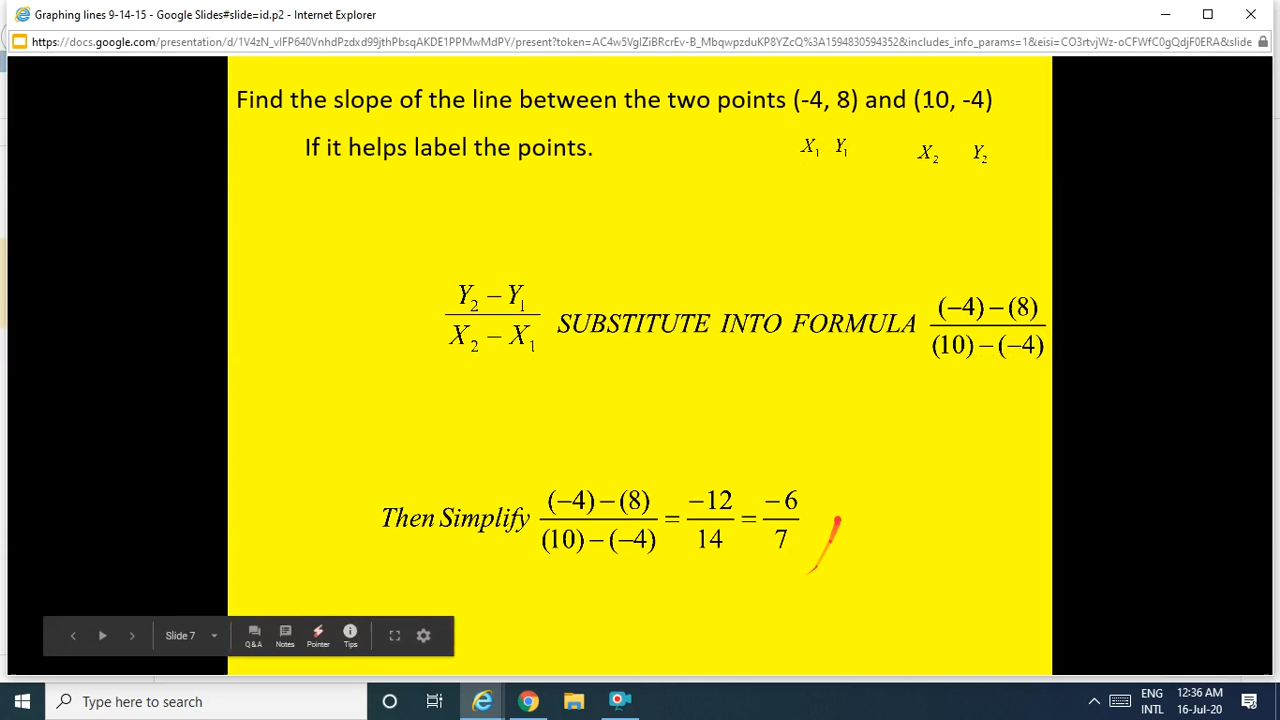 Graphing lines 9-14-15 - Google Slides#slide=id.p2 - Internet Explorer
Find the slope of the line between the two points (-4, 8) and (10, -4)
If it helps label the points. X₁ Y₁ X₂ Y₂
Y₂ − Y₁
X₂ − X₁
SUBSTITUTE INTO FORMULA
(−4) − (8)
(10) − (−4)
Then Simplify
(−4) − (8)
(10) − (−4)
=
−12
14
=
−6
7
Slide 7
Q&A Notes Pointer Tips
Type here to search
ENG 12:36 AM
INTL 16-Jul-20